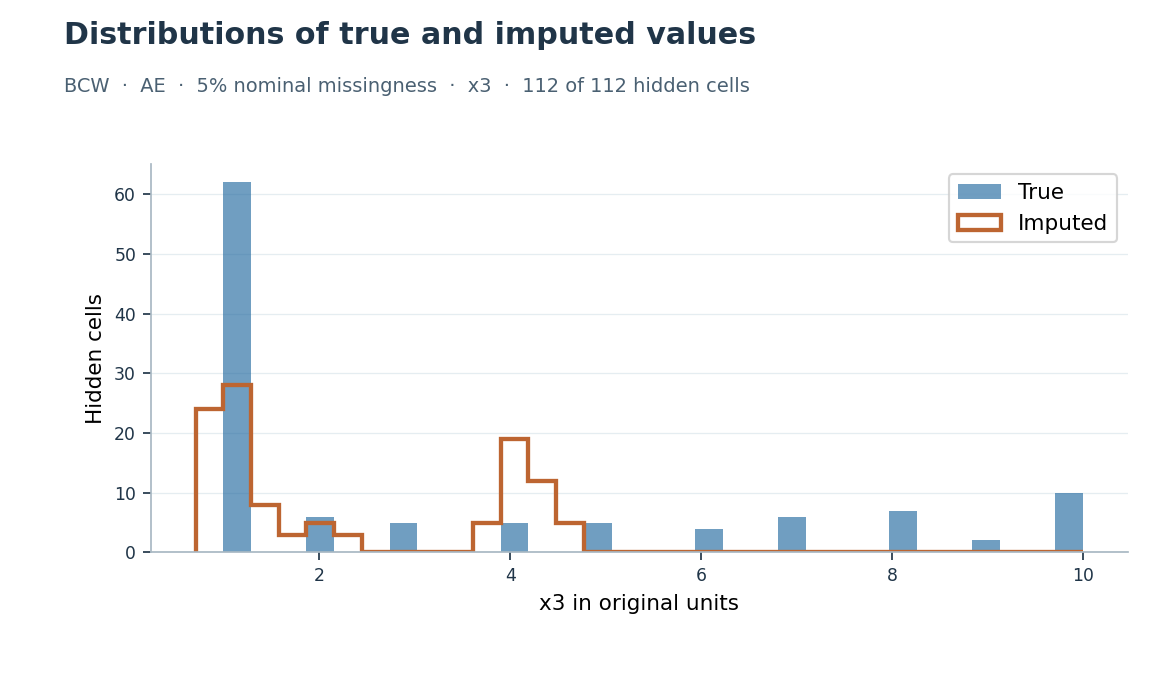 Distributions of true and imputed values
BCW · AE · 5% nominal missingness · x3 · 112 of 112 hidden cells
True
Imputed
Hidden cells
60
50
40
30
20
10
0
2
4
6
8
10
x3 in original units